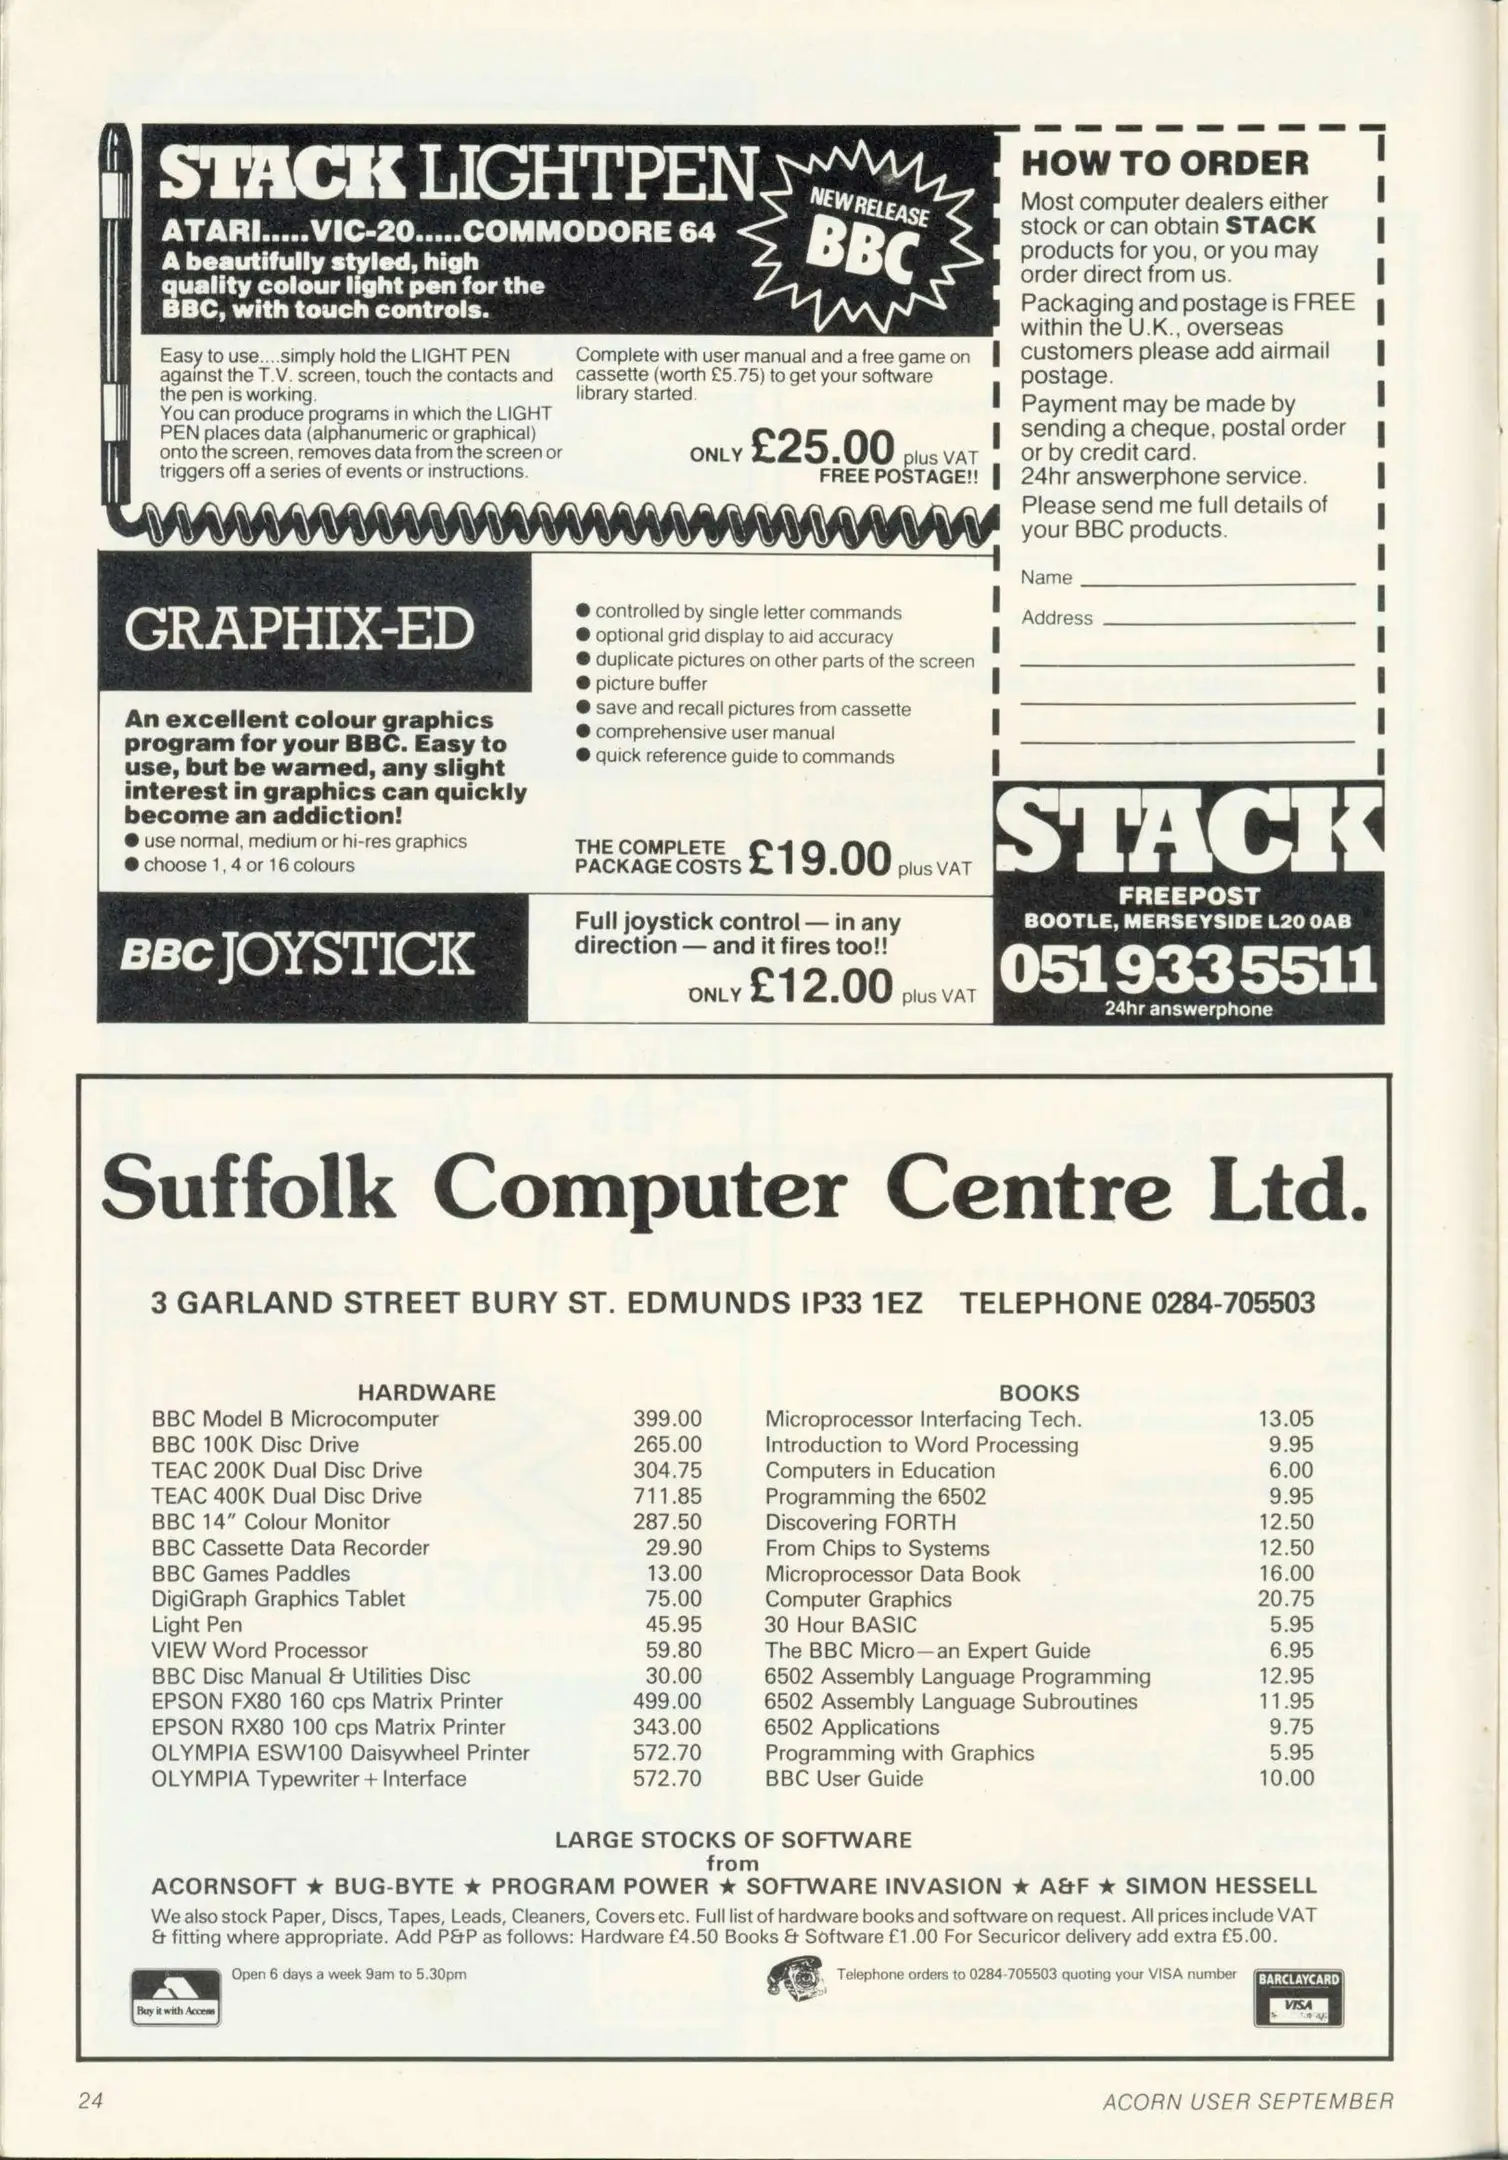 STACK LIGHTPEN
ATARI.....VIC-20.....COMMODORE 64
A beautifully styled, high
quality colour light pen for the
BBC, with touch controls.
NEW RELEASE
BBC
Easy to use....simply hold the LIGHT PEN
against the T.V. screen, touch the contacts and
the pen is working.
You can produce programs in which the LIGHT
PEN places data (alphanumeric or graphical)
onto the screen, removes data from the screen or
triggers off a series of events or instructions.
Complete with user manual and a free game on
cassette (worth £5.75) to get your software
library started.
ONLY £25.00 plus VAT
FREE POSTAGE!!
GRAPHIX-ED
An excellent colour graphics
program for your BBC. Easy to
use, but be warned, any slight
interest in graphics can quickly
become an addiction!
● use normal, medium or hi-res graphics
● choose 1, 4 or 16 colours
● controlled by single letter commands
● optional grid display to aid accuracy
● duplicate pictures on other parts of the screen
● picture buffer
● save and recall pictures from cassette
● comprehensive user manual
● quick reference guide to commands
THE COMPLETE
PACKAGE COSTS £19.00 plus VAT
BBC JOYSTICK
Full joystick control — in any
direction — and it fires too!!
ONLY £12.00 plus VAT
HOW TO ORDER
Most computer dealers either
stock or can obtain STACK
products for you, or you may
order direct from us.
Packaging and postage is FREE
within the U.K., overseas
customers please add airmail
postage.
Payment may be made by
sending a cheque, postal order
or by credit card.
24hr answerphone service.
Please send me full details of
your BBC products.
Name
Address
STACK
FREEPOST
BOOTLE, MERSEYSIDE L20 0AB
051 933 5511
24hr answerphone
Suffolk Computer Centre Ltd.
3 GARLAND STREET BURY ST. EDMUNDS IP33 1EZ TELEPHONE 0284-705503
HARDWARE
BBC Model B Microcomputer 399.00
BBC 100K Disc Drive 265.00
TEAC 200K Dual Disc Drive 304.75
TEAC 400K Dual Disc Drive 711.85
BBC 14″ Colour Monitor 287.50
BBC Cassette Data Recorder 29.90
BBC Games Paddles 13.00
DigiGraph Graphics Tablet 75.00
Light Pen 45.95
VIEW Word Processor 59.80
BBC Disc Manual & Utilities Disc 30.00
EPSON FX80 160 cps Matrix Printer 499.00
EPSON RX80 100 cps Matrix Printer 343.00
OLYMPIA ESW100 Daisywheel Printer 572.70
OLYMPIA Typewriter + Interface 572.70
BOOKS
Microprocessor Interfacing Tech. 13.05
Introduction to Word Processing 9.95
Computers in Education 6.00
Programming the 6502 9.95
Discovering FORTH 12.50
From Chips to Systems 12.50
Microprocessor Data Book 16.00
Computer Graphics 20.75
30 Hour BASIC 5.95
The BBC Micro—an Expert Guide 6.95
6502 Assembly Language Programming 12.95
6502 Assembly Language Subroutines 11.95
6502 Applications 9.75
Programming with Graphics 5.95
BBC User Guide 10.00
LARGE STOCKS OF SOFTWARE
from
ACORNSOFT ★ BUG-BYTE ★ PROGRAM POWER ★ SOFTWARE INVASION ★ A&F ★ SIMON HESSELL
We also stock Paper, Discs, Tapes, Leads, Cleaners, Covers etc. Full list of hardware books and software on request. All prices include VAT
& fitting where appropriate. Add P&P as follows: Hardware £4.50 Books & Software £1.00 For Securicor delivery add extra £5.00.
Buy it with Access
Open 6 days a week 9am to 5.30pm
Telephone orders to 0284-705503 quoting your VISA number
BARCLAYCARD
VISA
24
ACORN USER SEPTEMBER